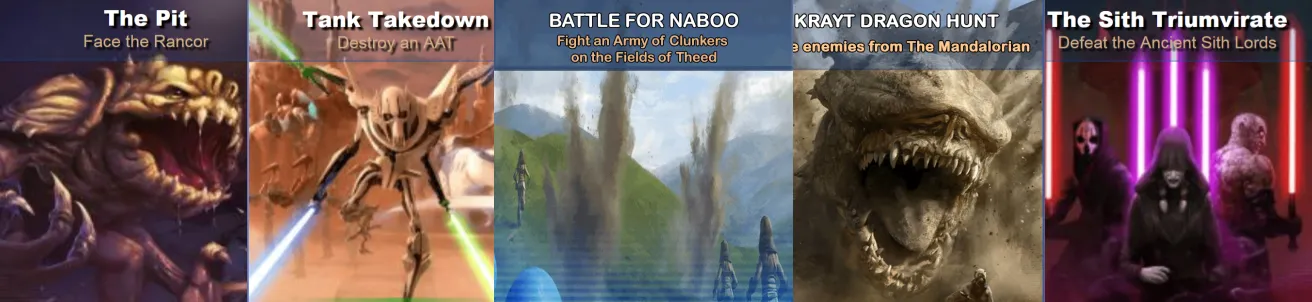 The Pit
Face the Rancor
Tank Takedown
Destroy an AAT
BATTLE FOR NABOO
Fight an Army of Clunkers
on the Fields of Theed
KRAYT DRAGON HUNT
enemies from The Mandalorian
The Sith Triumvirate
Defeat the Ancient Sith Lords